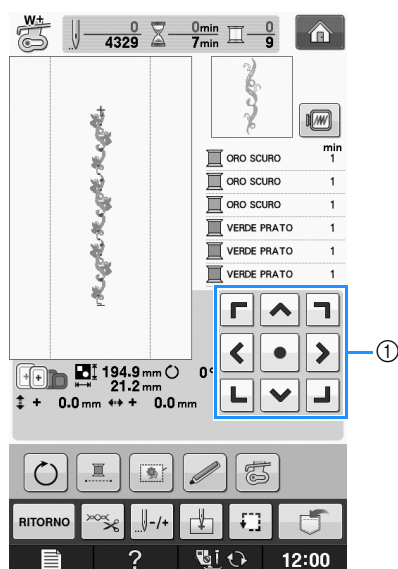 W+
0
4329
0min
7min
0
9
min
ORO SCURO 1
ORO SCURO 1
ORO SCURO 1
VERDE PRATO 1
VERDE PRATO 1
VERDE PRATO 1
1
194.9 mm 0°
21.2 mm
+ 0.0 mm + 0.0 mm
RITORNO
-/+
?
12:00